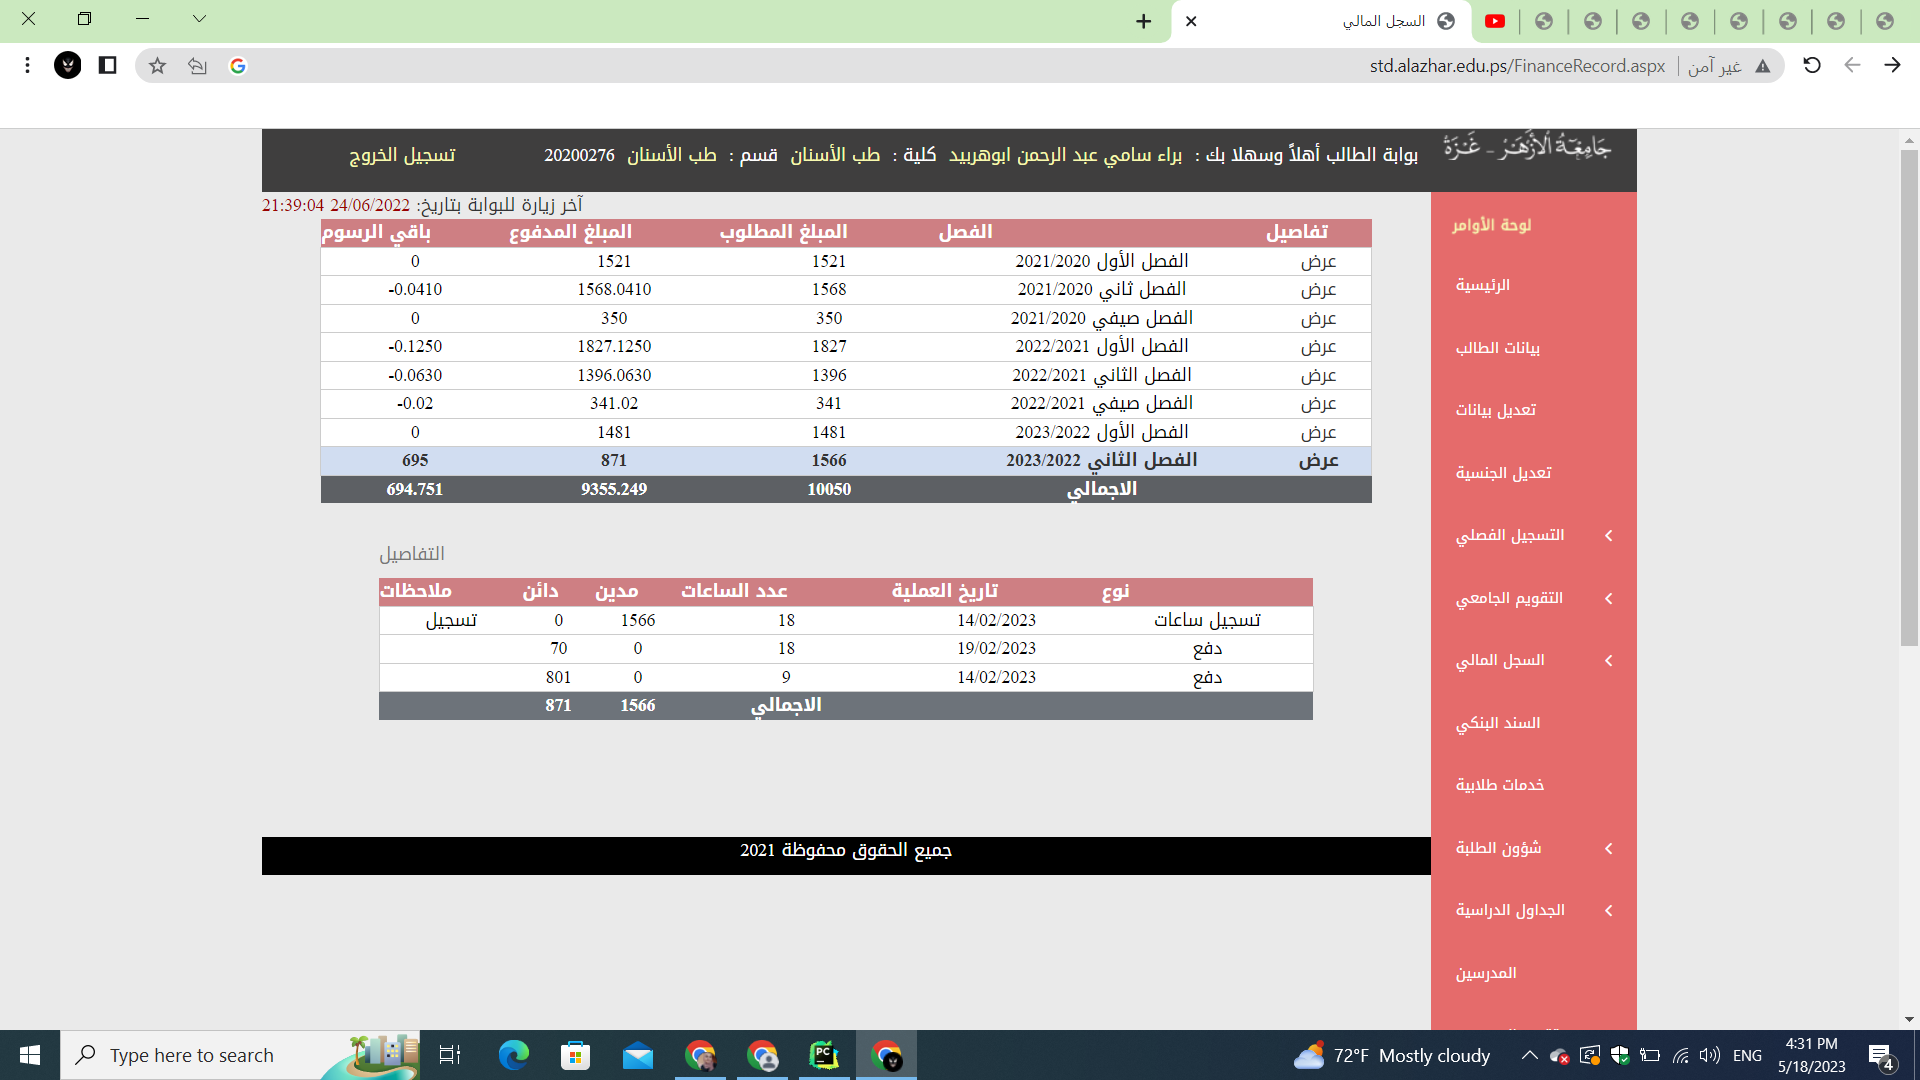 السجل المالي
std.alazhar.edu.ps/FinanceRecord.aspx غير آمن
جامعة الأزهر - غزة
بوابة الطالب أهلاً وسهلا بك : براء سامي عبد الرحمن ابوهربيد كلية : طب الأسنان قسم : طب الأسنان 20200276 تسجيل الخروج
آخر زيارة للبوابة بتاريخ: 24/06/2022 21:39:04
تفاصيل الفصل المبلغ المطلوب المبلغ المدفوع باقي الرسوم
عرض الفصل الأول 2021/2020 1521 1521 0
عرض الفصل ثاني 2021/2020 1568 1568.0410 -0.0410
عرض الفصل صيفي 2021/2020 350 350 0
عرض الفصل الأول 2022/2021 1827 1827.1250 -0.1250
عرض الفصل الثاني 2022/2021 1396 1396.0630 -0.0630
عرض الفصل صيفي 2022/2021 341 341.02 -0.02
عرض الفصل الأول 2023/2022 1481 1481 0
عرض الفصل الثاني 2023/2022 1566 871 695
الاجمالي 10050 9355.249 694.751
التفاصيل
نوع تاريخ العملية عدد الساعات مدين دائن ملاحظات
تسجيل ساعات 14/02/2023 18 1566 0 تسجيل
دفع 19/02/2023 18 0 70
دفع 14/02/2023 9 0 801
الاجمالي 1566 871
جميع الحقوق محفوظة 2021
لوحة الأوامر
الرئيسية
بيانات الطالب
تعديل بيانات
تعديل الجنسية
التسجيل الفصلي
التقويم الجامعي
السجل المالي
السند البنكي
خدمات طلابية
شؤون الطلبة
الجداول الدراسية
المدرسين
Type here to search
PC
72°F Mostly cloudy
ENG
4:31 PM
5/18/2023
4